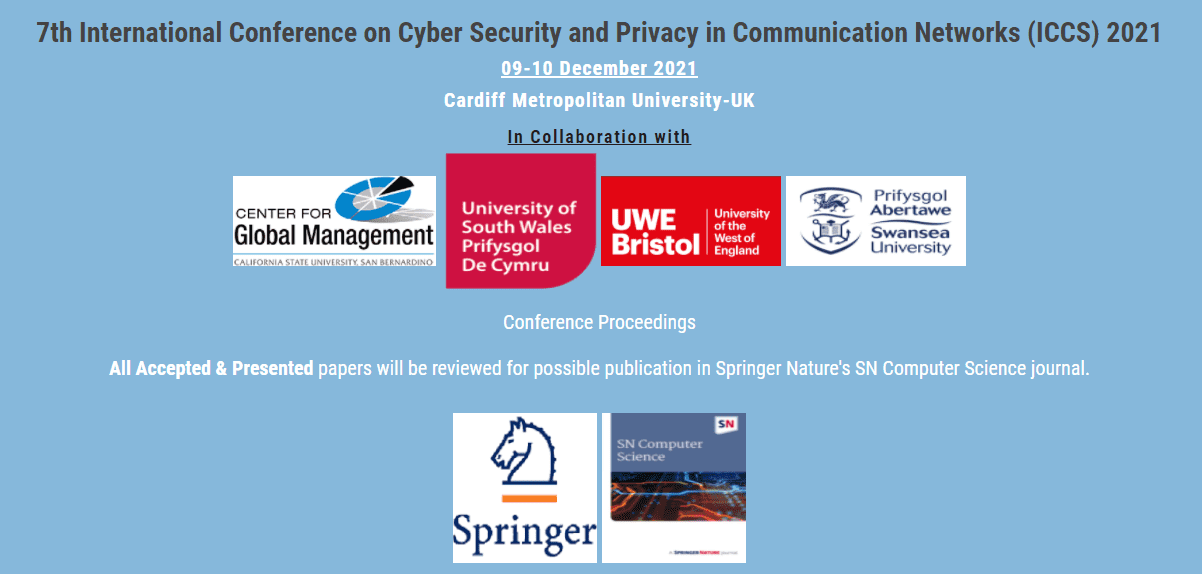 7th International Conference on Cyber Security and Privacy in Communication Networks (ICCS) 2021
09-10 December 2021
Cardiff Metropolitan University-UK
In Collaboration with
CENTER FOR
Global Management
CALIFORNIA STATE UNIVERSITY, SAN BERNARDINO
University of
South Wales
Prifysgol
De Cymru
UWE
Bristol
University
of the
West of
England
Prifysgol
Abertawe
Swansea
University
Conference Proceedings
All Accepted & Presented papers will be reviewed for possible publication in Springer Nature's SN Computer Science journal.
Springer
SN
SN Computer
Science
A SPRINGER NATURE journal